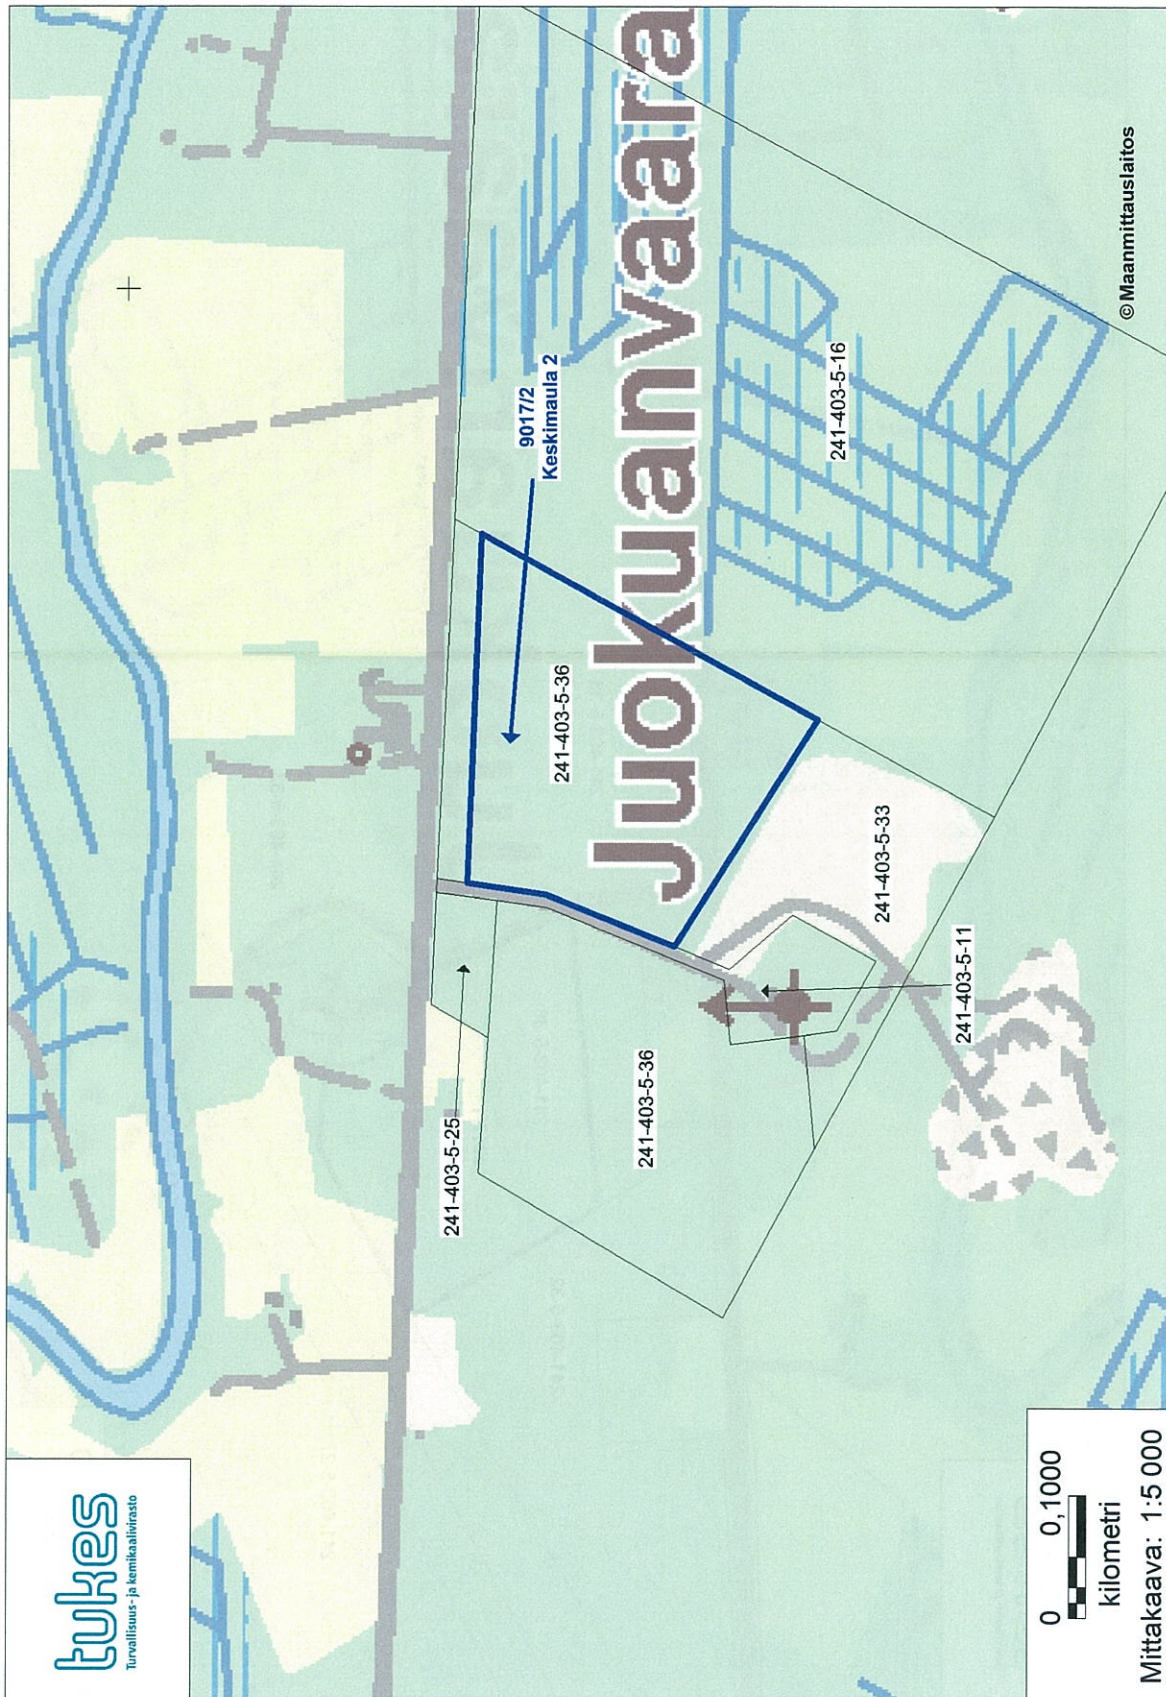 tukes
Turvallisuus- ja kemikaalivirasto
9017/2
Keskimaula 2
241-403-5-36
Juokuanvaara
241-403-5-16
241-403-5-25
241-403-5-36
241-403-5-33
241-403-5-11
0 0,1000
kilometri
Mittakaava: 1:5 000
©Maanmittauslaitos